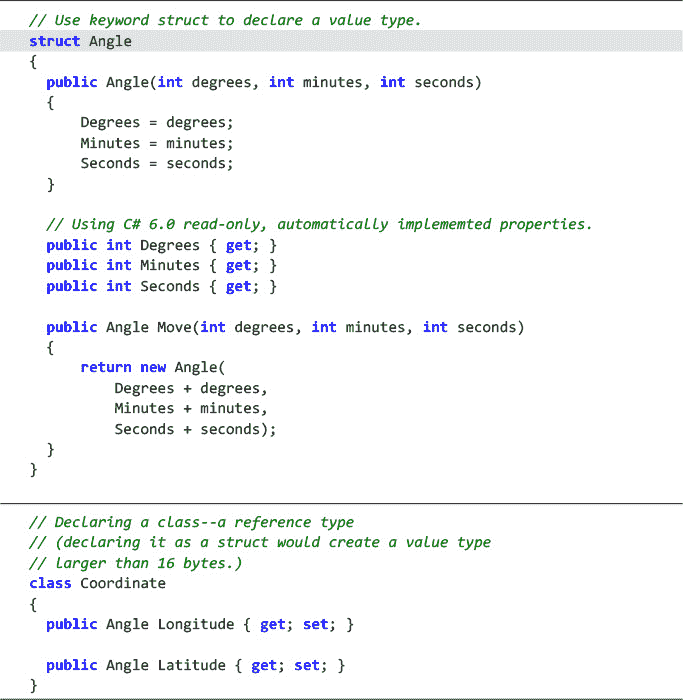 // Use keyword struct to declare a value type.
struct Angle
{
public Angle(int degrees, int minutes, int seconds)
{
Degrees = degrees;
Minutes = minutes;
Seconds = seconds;
}
// Using C# 6.0 read-only, automatically implememted properties.
public int Degrees { get; }
public int Minutes { get; }
public int Seconds { get; }
public Angle Move(int degrees, int minutes, int seconds)
{
return new Angle(
Degrees + degrees,
Minutes + minutes,
Seconds + seconds);
}
}
// Declaring a class--a reference type
// (declaring it as a struct would create a value type
// larger than 16 bytes.)
class Coordinate
{
public Angle Longitude { get; set; }
public Angle Latitude { get; set; }
}